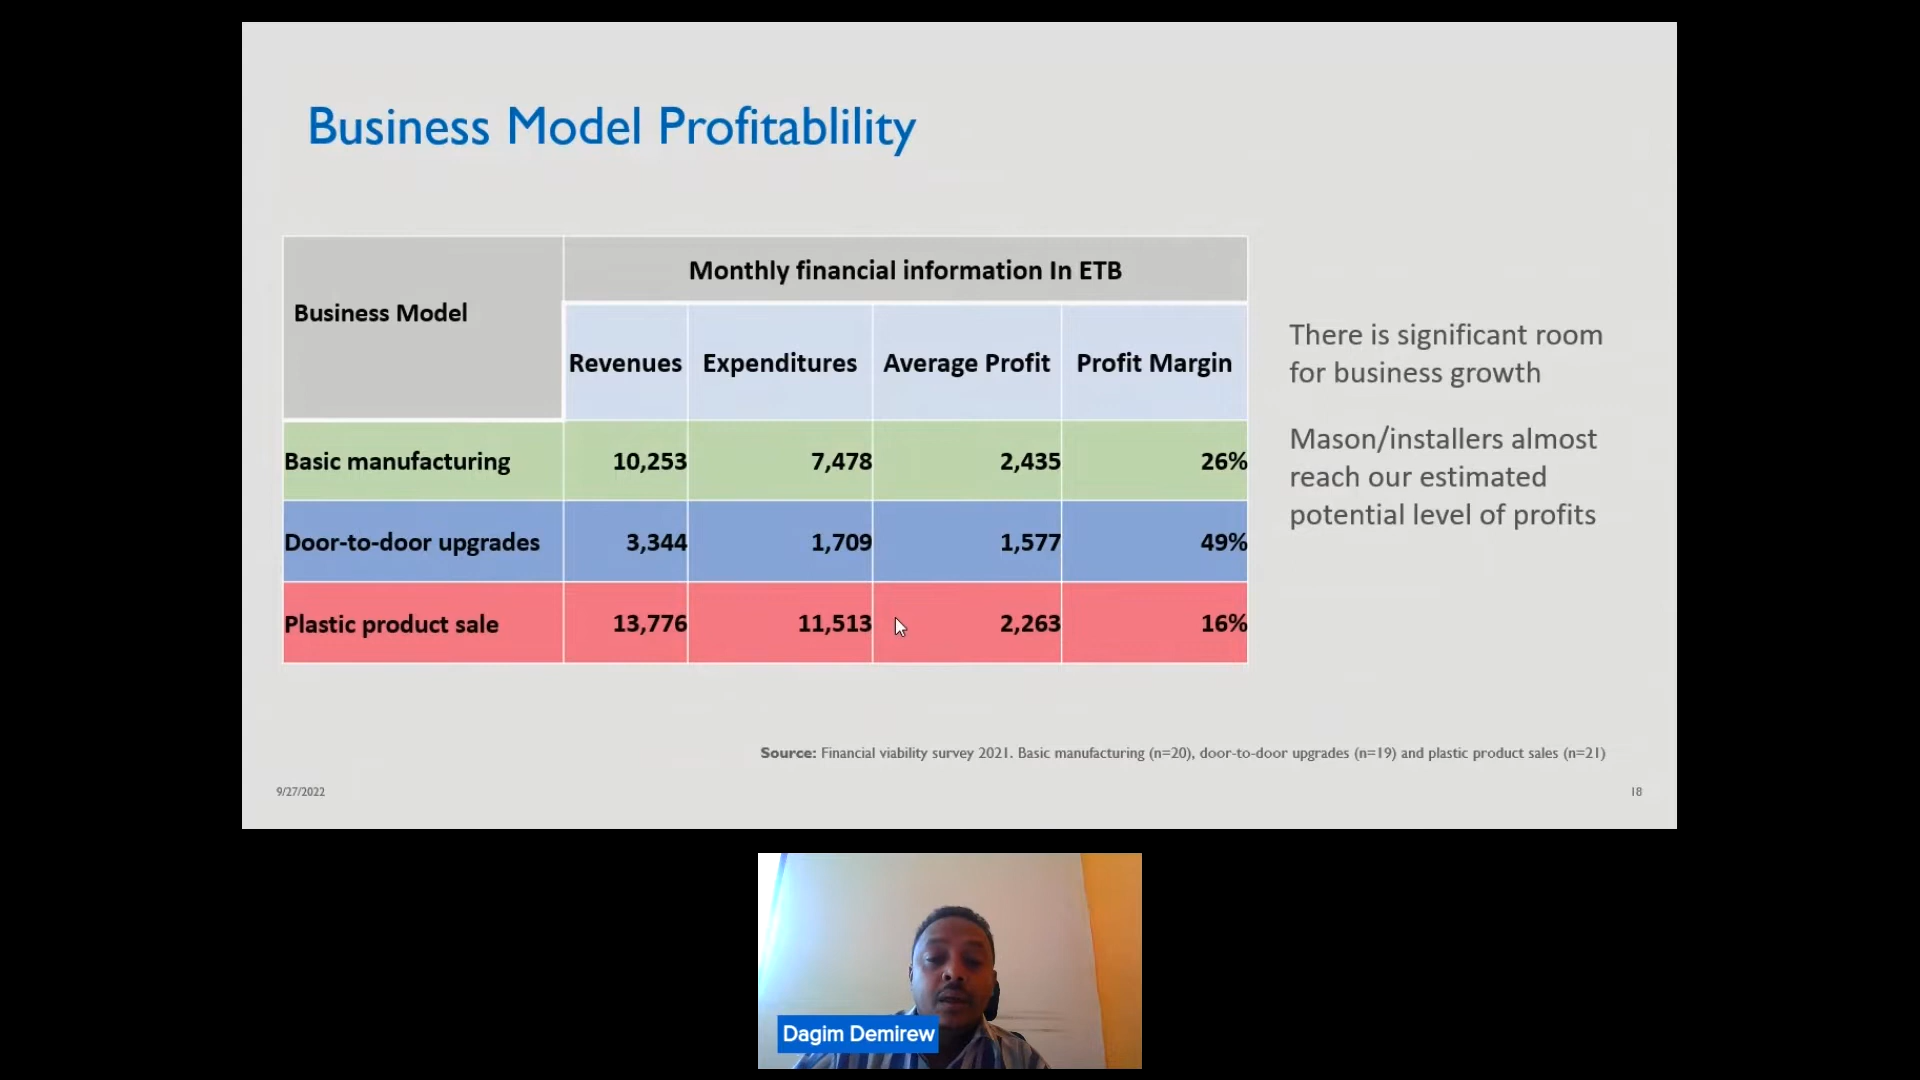 Business Model Profitablility
Business Model
Monthly financial information In ETB
Revenues
Expenditures
Average Profit
Profit Margin
Basic manufacturing 10,253 7,478 2,435 26%
Door-to-door upgrades 3,344 1,709 1,577 49%
Plastic product sale 13,776 11,513 2,263 16%
There is significant room
for business growth
Mason/installers almost
reach our estimated
potential level of profits
Source: Financial viability survey 2021. Basic manufacturing (n=20), door-to-door upgrades (n=19) and plastic product sales (n=21)
9/27/2022
18
Dagim Demirew